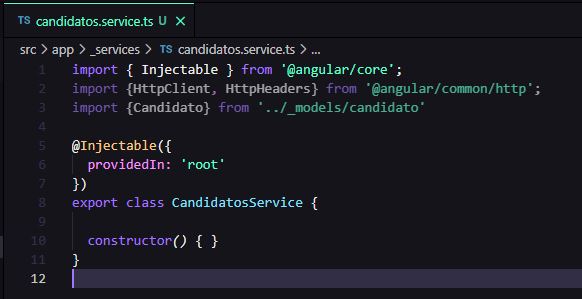 TS candidatos.service.ts U X
src > app > _services > TS candidatos.service.ts > ...
1 import { Injectable } from '@angular/core';
2 import {HttpClient, HttpHeaders} from '@angular/common/http';
3 import {Candidato} from '../_models/candidato'
4
5 @Injectable({
6   providedIn: 'root'
7 })
8 export class CandidatosService {
9
10   constructor() { }
11 }
12